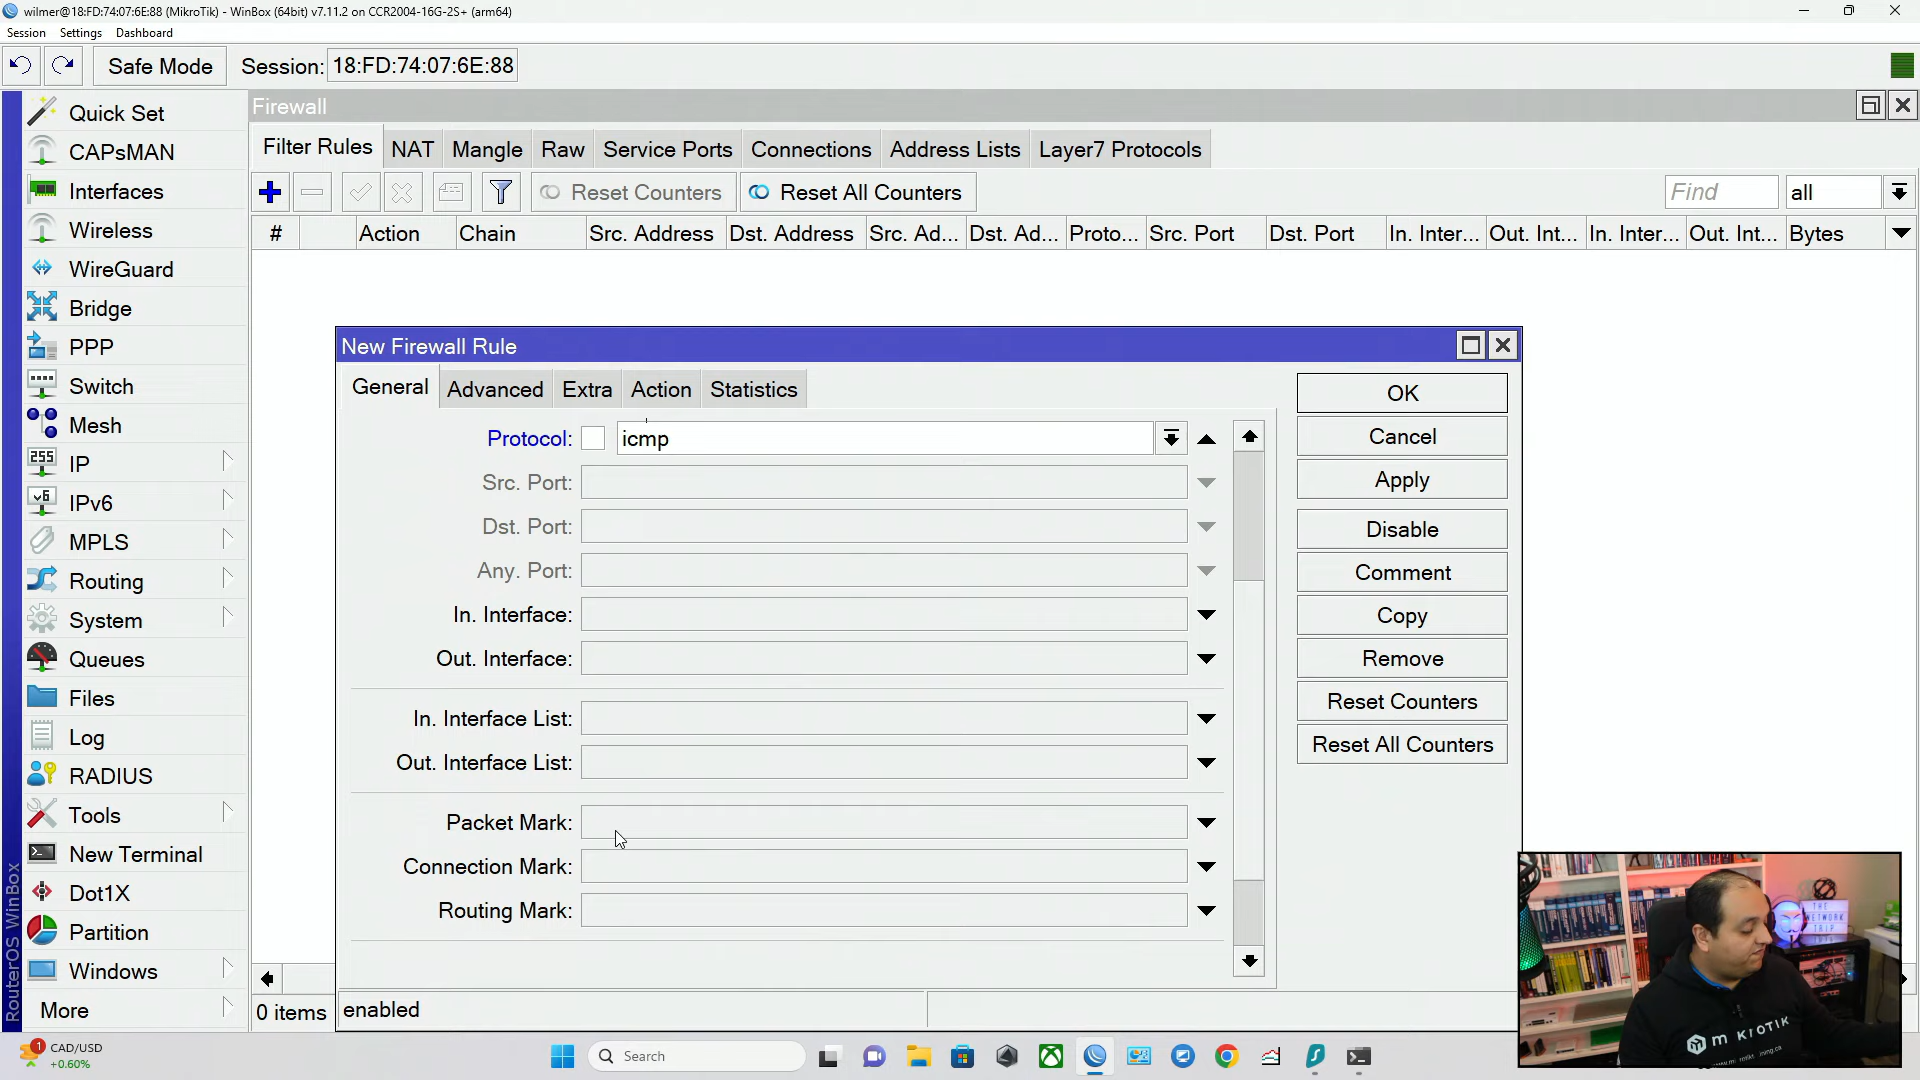 wilmer@18:FD:74:07:6E:88 (MikroTik) - WinBox (64bit) v7.11.2 on CCR2004-16G-2S+ (arm64)
Session Settings Dashboard
Safe Mode Session: 18:FD:74:07:6E:88
Quick Set
CAPsMAN
Interfaces
Wireless
WireGuard
Bridge
PPP
Switch
Mesh
255 IP
v6 IPv6
MPLS
Routing
System
Queues
Files
Log
RADIUS
Tools
New Terminal
Dot1X
Partition
Windows
More
RouterOS WinBox
Firewall
Filter Rules NAT Mangle Raw Service Ports Connections Address Lists Layer7 Protocols
Reset Counters Reset All Counters Find all
# Action Chain Src. Address Dst. Address Src. Ad... Dst. Ad... Proto... Src. Port Dst. Port In. Inter... Out. Int... In. Inter... Out. Int... Bytes
New Firewall Rule
General Advanced Extra Action Statistics
Protocol: icmp
Src. Port:
Dst. Port:
Any. Port:
In. Interface:
Out. Interface:
In. Interface List:
Out. Interface List:
Packet Mark:
Connection Mark:
Routing Mark:
OK
Cancel
Apply
Disable
Comment
Copy
Remove
Reset Counters
Reset All Counters
0 items enabled
THE
NETWORK
TRIP
MIKROTIK
1 CAD/USD
+0.60%
Search